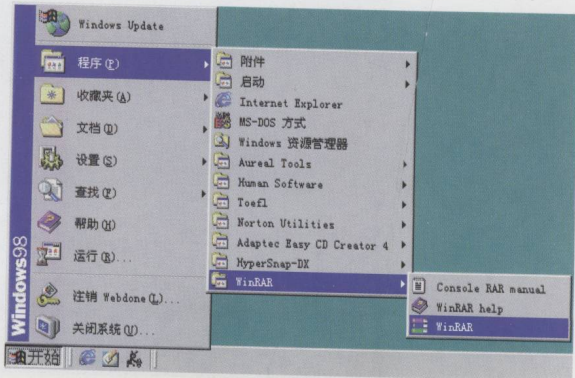 Windows Update
程序(P)
收藏夹(A)
文档(D)
设置(S)
查找(F)
帮助(H)
运行(R)...
注销 Webdone(L)...
关闭系统(U)...
Windows98
开始
附件
启动
Internet Explorer
MS-DOS 方式
Windows 资源管理器
Aureal Tools
Human Software
Toefl
Norton Utilities
Adaptec Easy CD Creator 4
HyperSnap-DX
WinRAR
Console RAR manual
WinRAR help
WinRAR